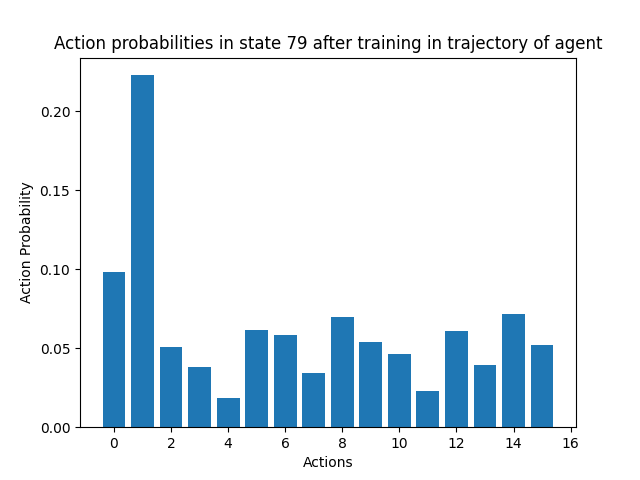 Action probabilities in state 79 after training in trajectory of agent
0.20
0.15
0.10
0.05
0.00
Action Probability
0 2 4 6 8 10 12 14 16
Actions